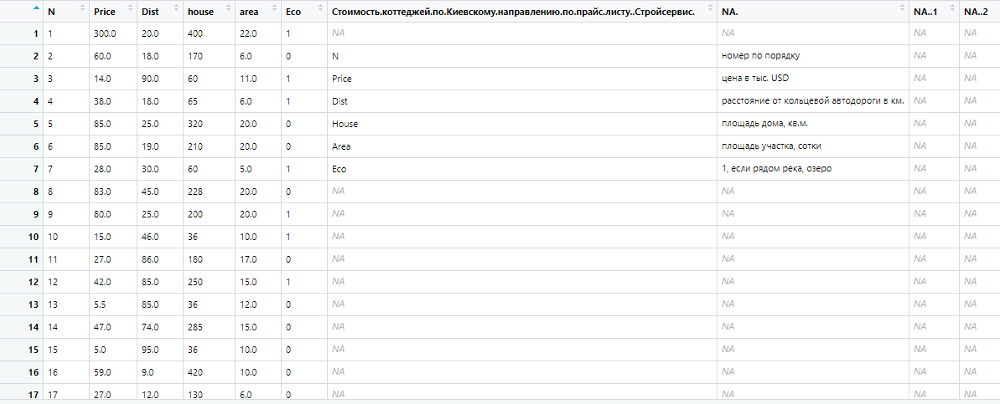 N Price Dist house area Eco Стоимость.коттеджей.по.Киевскому.направлению.по.прайс.листу..Стройсервис. NA. NA..1 NA..2
1 1 300.0 20.0 400 22.0 1 NA NA NA NA
2 2 60.0 18.0 170 6.0 0 N номер по порядку NA NA
3 3 14.0 90.0 60 11.0 1 Price цена в тыс. USD NA NA
4 4 38.0 18.0 65 6.0 1 Dist расстояние от кольцевой автодороги в км. NA NA
5 5 85.0 25.0 320 20.0 0 House площадь дома, кв.м. NA NA
6 6 85.0 19.0 210 20.0 0 Area площадь участка, сотки NA NA
7 7 28.0 30.0 60 5.0 1 Eco 1, если рядом река, озеро NA NA
8 8 83.0 45.0 228 20.0 0 NA NA NA NA
9 9 80.0 25.0 200 20.0 1 NA NA NA NA
10 10 15.0 46.0 36 10.0 1 NA NA NA NA
11 11 27.0 86.0 180 17.0 0 NA NA NA NA
12 12 42.0 85.0 250 15.0 1 NA NA NA NA
13 13 5.5 85.0 36 12.0 0 NA NA NA NA
14 14 47.0 74.0 285 15.0 0 NA NA NA NA
15 15 5.0 95.0 36 10.0 0 NA NA NA NA
16 16 59.0 9.0 420 10.0 0 NA NA NA NA
17 17 27.0 12.0 130 6.0 0 NA NA NA NA